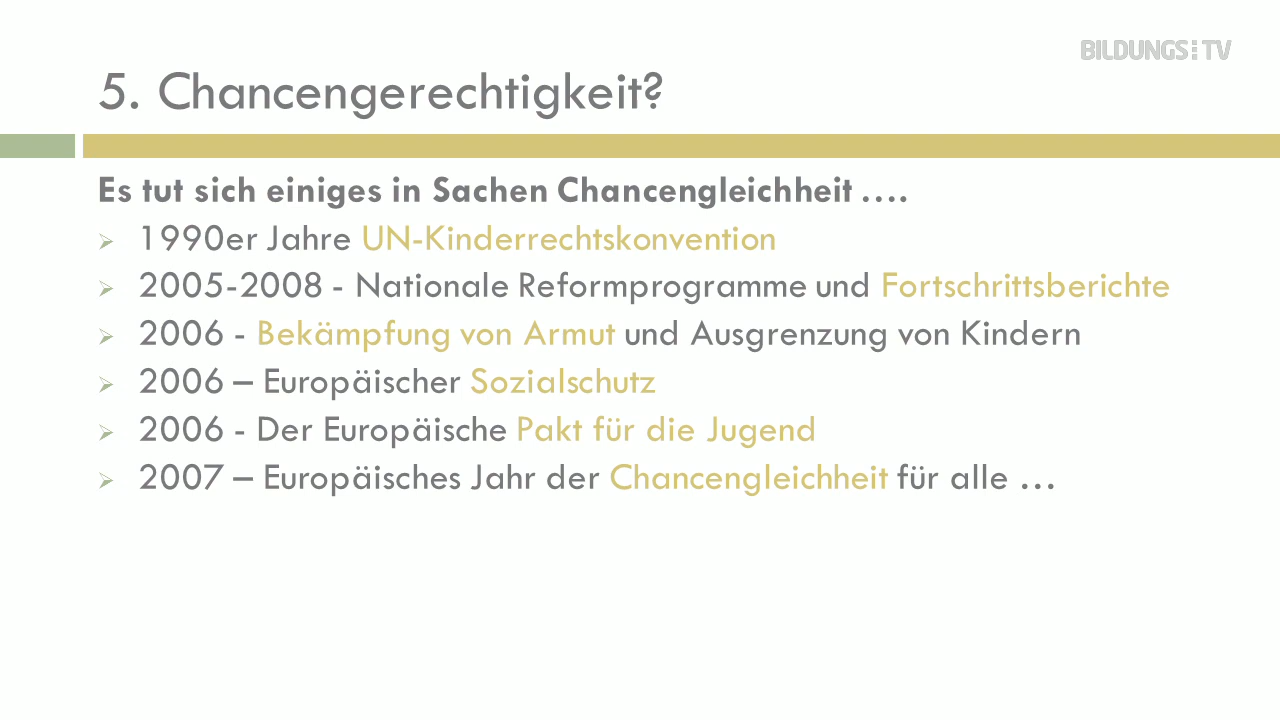 BILDUNGS:TV
5. Chancengerechtigkeit?
Es tut sich einiges in Sachen Chancengleichheit ....
1990er Jahre UN-Kinderrechtskonvention
2005-2008 - Nationale Reformprogramme und Fortschrittsberichte
2006 - Bekämpfung von Armut und Ausgrenzung von Kindern
2006 – Europäischer Sozialschutz
2006 - Der Europäische Pakt für die Jugend
2007 – Europäisches Jahr der Chancengleichheit für alle ...